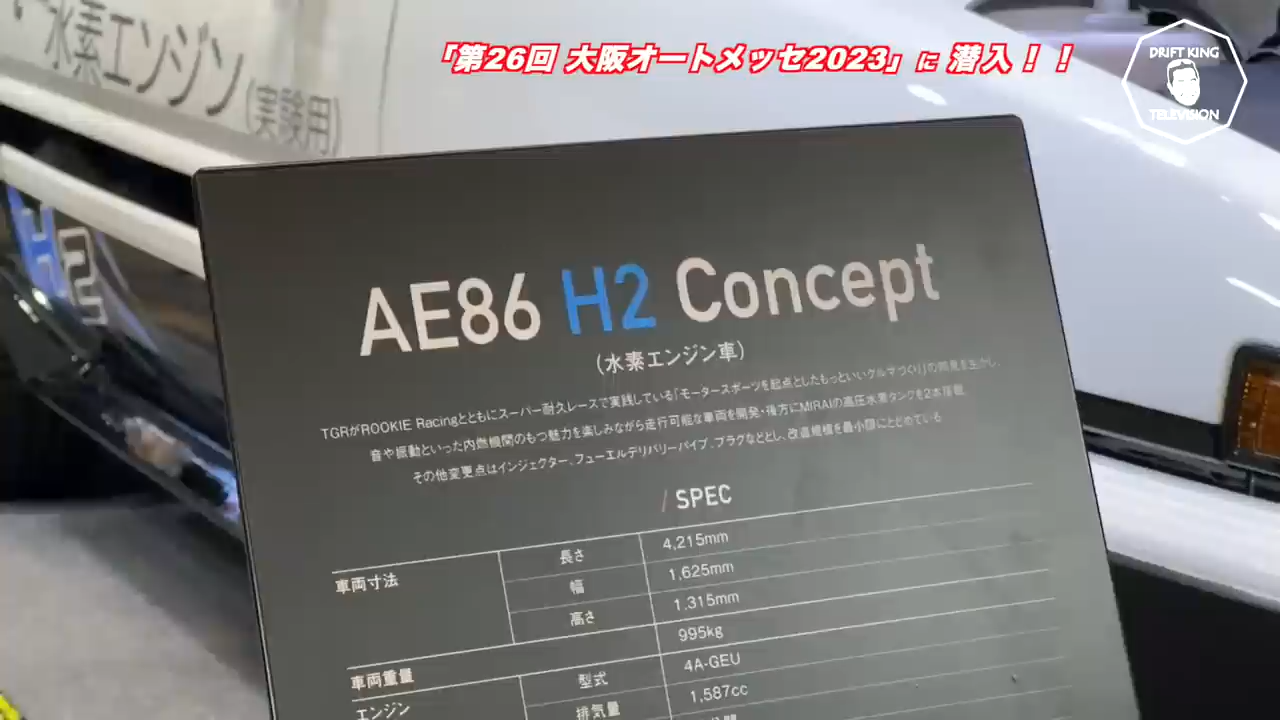 「第26回 大阪オートメッセ2023」に 潜入！！
DRIFT KING
TELEVISION
水素エンジン(実験用)
H2
AE86 H2 Concept
(水素エンジン車)
TGRがROOKIE Racingとともにスーパー耐久レースで実践している「モータースポーツを起点としたもっといいクルマづくり」の知見を生かし、
音や振動といった内燃機関のもつ魅力を楽しみながら走行可能な車両を開発・後方にMIRAIの高圧水素タンクを2本搭載、
その他変更点はインジェクター、フューエルデリバリーパイプ、プラグなどとし、改造規模を最小限にとどめている
/ SPEC
車両寸法 長さ 4,215mm
幅 1,625mm
高さ 1,315mm
車両重量 995kg
エンジン 型式 4A-GEU
排気量 1,587cc